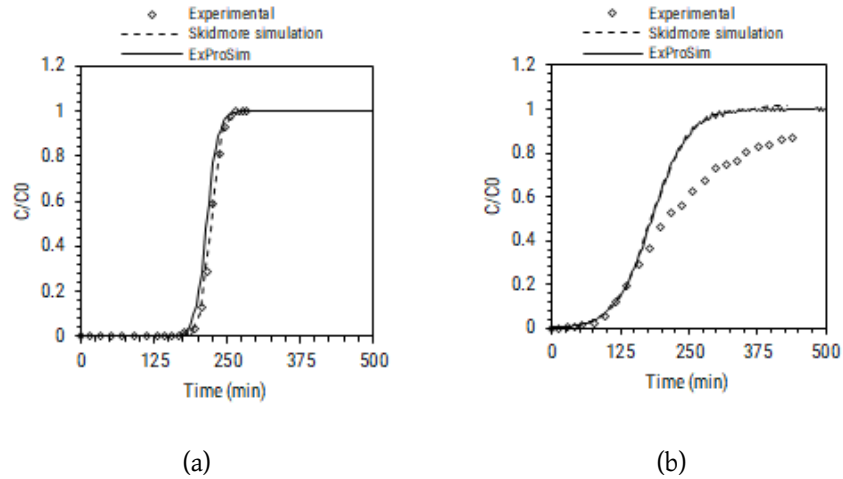 Experimental
Skidmore simulation
ExProSim
1.2
1
0.8
0.6
0.4
0.2
0
C/C0
0 125 250 375 500
Time (min)
(a)
Experimental
Skidmore simulation
ExProSim
1.2
1
0.8
0.6
0.4
0.2
0
C/C0
0 125 250 375 500
Time (min)
(b)